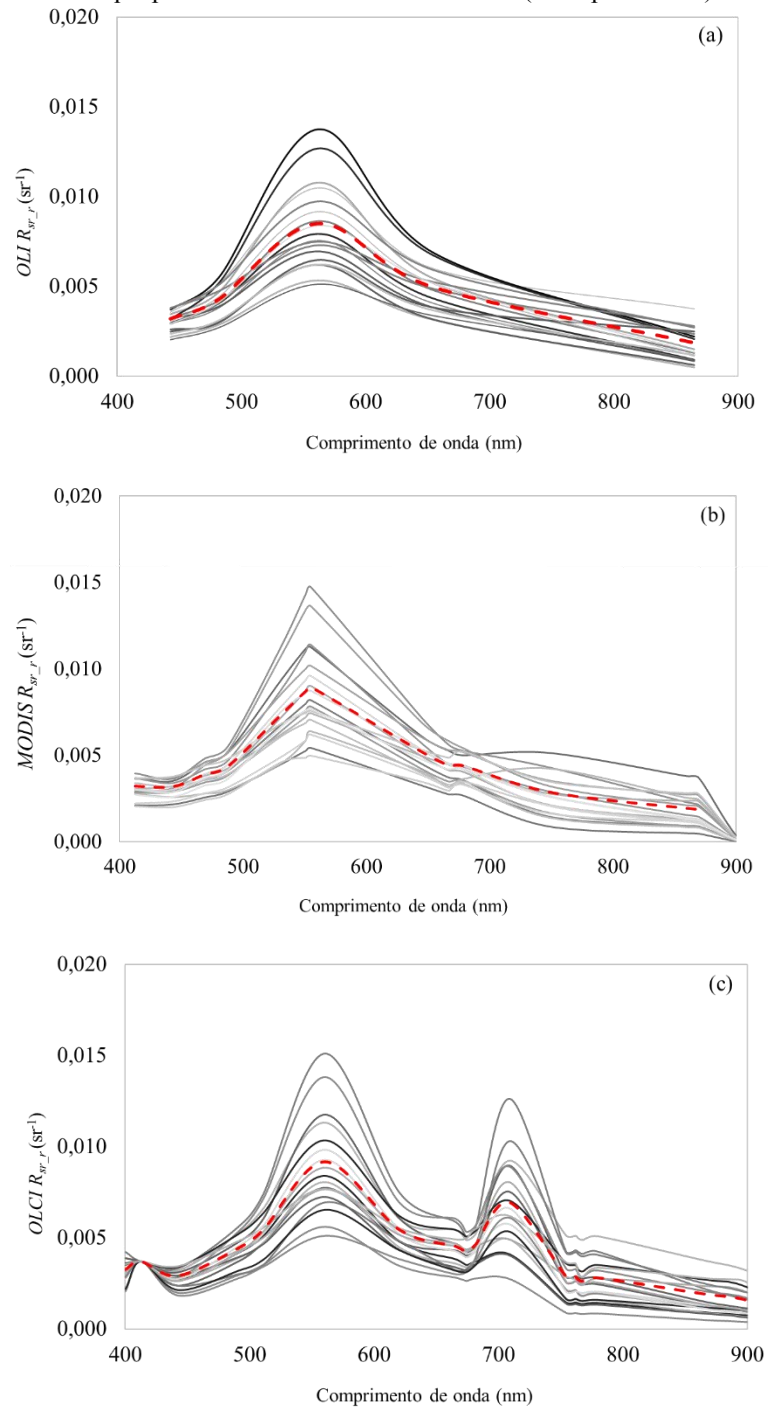 (a)
0,020
0,015
0,010
0,005
0,000
OLI R_sr_r (sr⁻¹)
400 500 600 700 800 900
Comprimento de onda (nm)
(b)
0,020
0,015
0,010
0,005
0,000
MODIS R_sr_r (sr⁻¹)
400 500 600 700 800 900
Comprimento de onda (nm)
(c)
0,020
0,015
0,010
0,005
0,000
OLCI R_sr_r (sr⁻¹)
400 500 600 700 800 900
Comprimento de onda (nm)